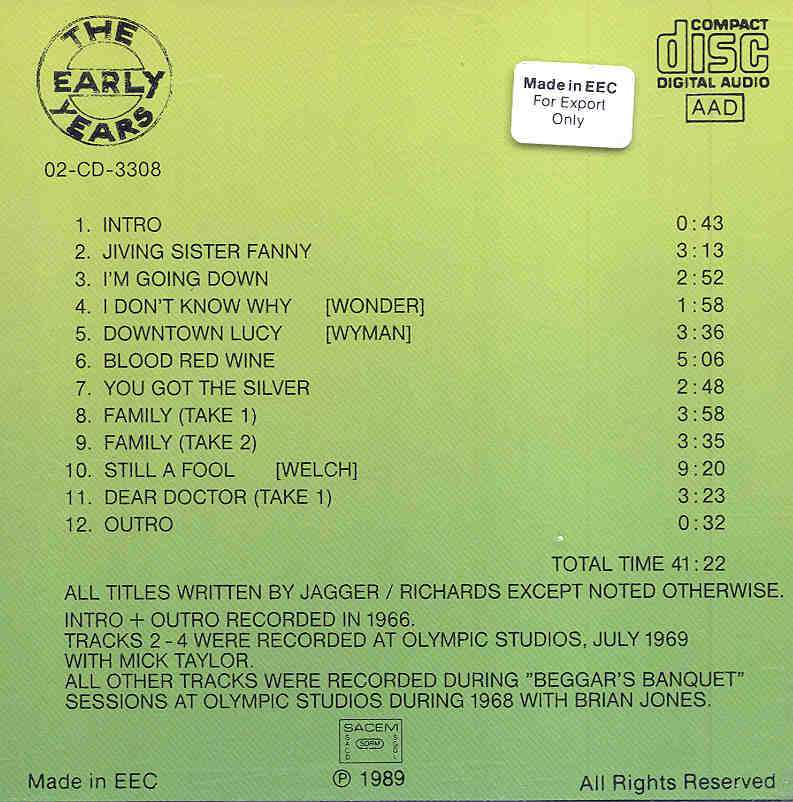 THE
EARLY
YEARS
02-CD-3308
Made in EEC
For Export
Only
COMPACT
disc
DIGITAL AUDIO
AAD
1. INTRO 0:43
2. JIVING SISTER FANNY 3:13
3. I'M GOING DOWN 2:52
4. I DON'T KNOW WHY [WONDER] 1:58
5. DOWNTOWN LUCY [WYMAN] 3:36
6. BLOOD RED WINE 5:06
7. YOU GOT THE SILVER 2:48
8. FAMILY (TAKE 1) 3:58
9. FAMILY (TAKE 2) 3:35
10. STILL A FOOL [WELCH] 9:20
11. DEAR DOCTOR (TAKE 1) 3:23
12. OUTRO 0:32
TOTAL TIME 41:22
ALL TITLES WRITTEN BY JAGGER / RICHARDS EXCEPT NOTED OTHERWISE.
INTRO + OUTRO RECORDED IN 1966.
TRACKS 2-4 WERE RECORDED AT OLYMPIC STUDIOS, JULY 1969
WITH MICK TAYLOR.
ALL OTHER TRACKS WERE RECORDED DURING "BEGGAR'S BANQUET"
SESSIONS AT OLYMPIC STUDIOS DURING 1968 WITH BRIAN JONES.
SACEM
SDRM
SACD
Made in EEC
℗ 1989
All Rights Reserved